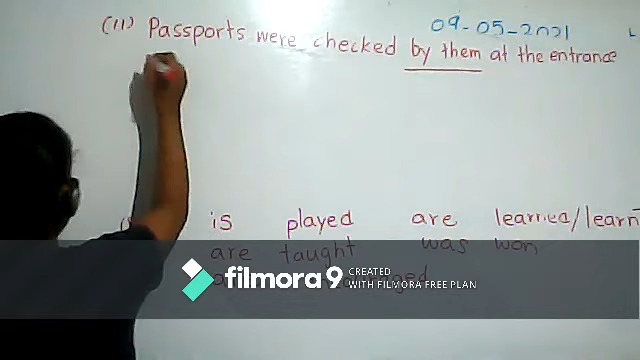 09-05-2021
(11) Passports were checked by them at the entrance
is played are learned/learn
are taught was won
filmora 9 CREATED WITH FILMORA FREE PLAN